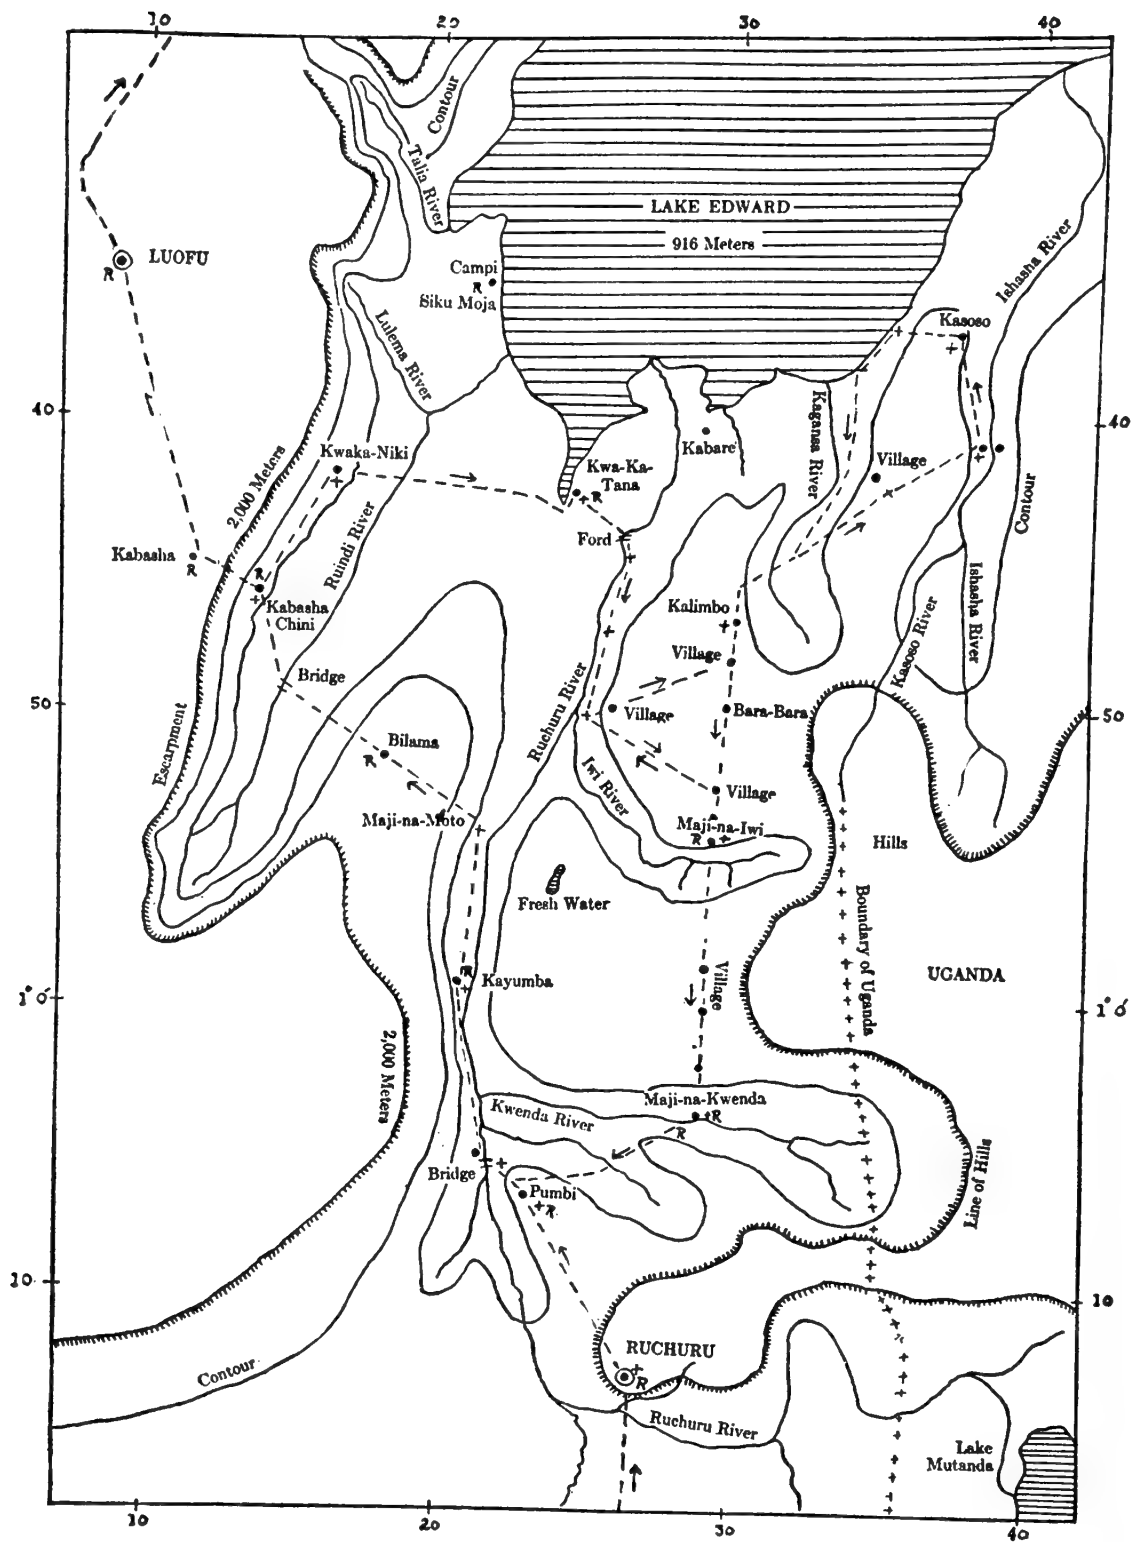 10 20 30 40
Contour
Talia River
LAKE EDWARD
916 Meters
LUOFU
R
Campi
R
Siku Moja
Ishasha River
Kasoso
Lulema River
40
40
Kabare
Kagansa River
Village
Kwaka-Niki
Kwa-Ka-
Tana
R
2,000 Meters
Contour
Ruindi River
Ford
Kabasha
R
R
Kabasha
Chini
Kalimbo
Ishasha River
Kasoso River
Village
Bridge
Ruchuru River
50
Village
Bara-Bara
50
Escarpment
Bilama
R
Iwi River
Village
Maji-na-Moto
Maji-na-Iwi
R
Hills
Fresh Water
Boundary of Uganda
R
Kayumba
Village
UGANDA
1°0'
1°0'
2,000 Meters
Kwenda River
Maji-na-Kwenda
R
R
Bridge
Pumbi
R
Line of Hills
10
10
RUCHURU
R
Contour
Ruchuru River
Lake
Mutanda
10 20 30 40